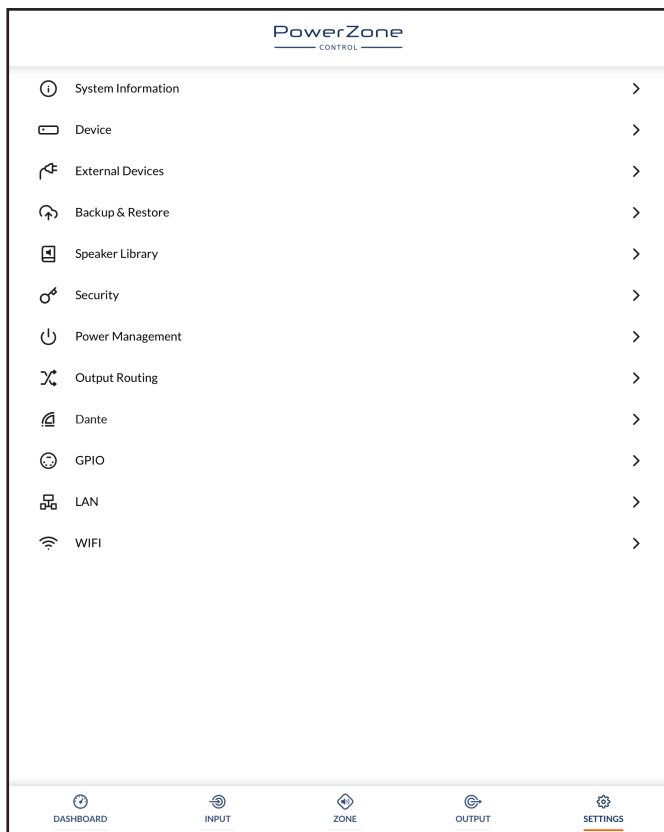 PowerZone
CONTROL
System Information
Device
External Devices
Backup & Restore
Speaker Library
Security
Power Management
Output Routing
Dante
GPIO
LAN
WIFI
DASHBOARD INPUT ZONE OUTPUT SETTINGS